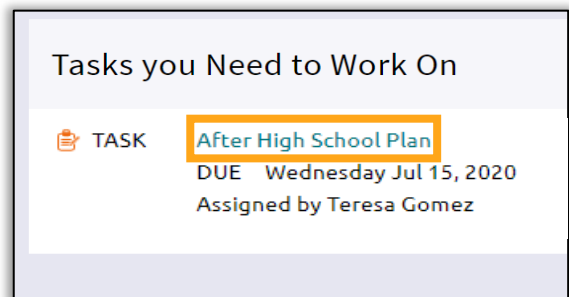 Tasks you Need to Work On
TASK After High School Plan
DUE Wednesday Jul 15, 2020
Assigned by Teresa Gomez